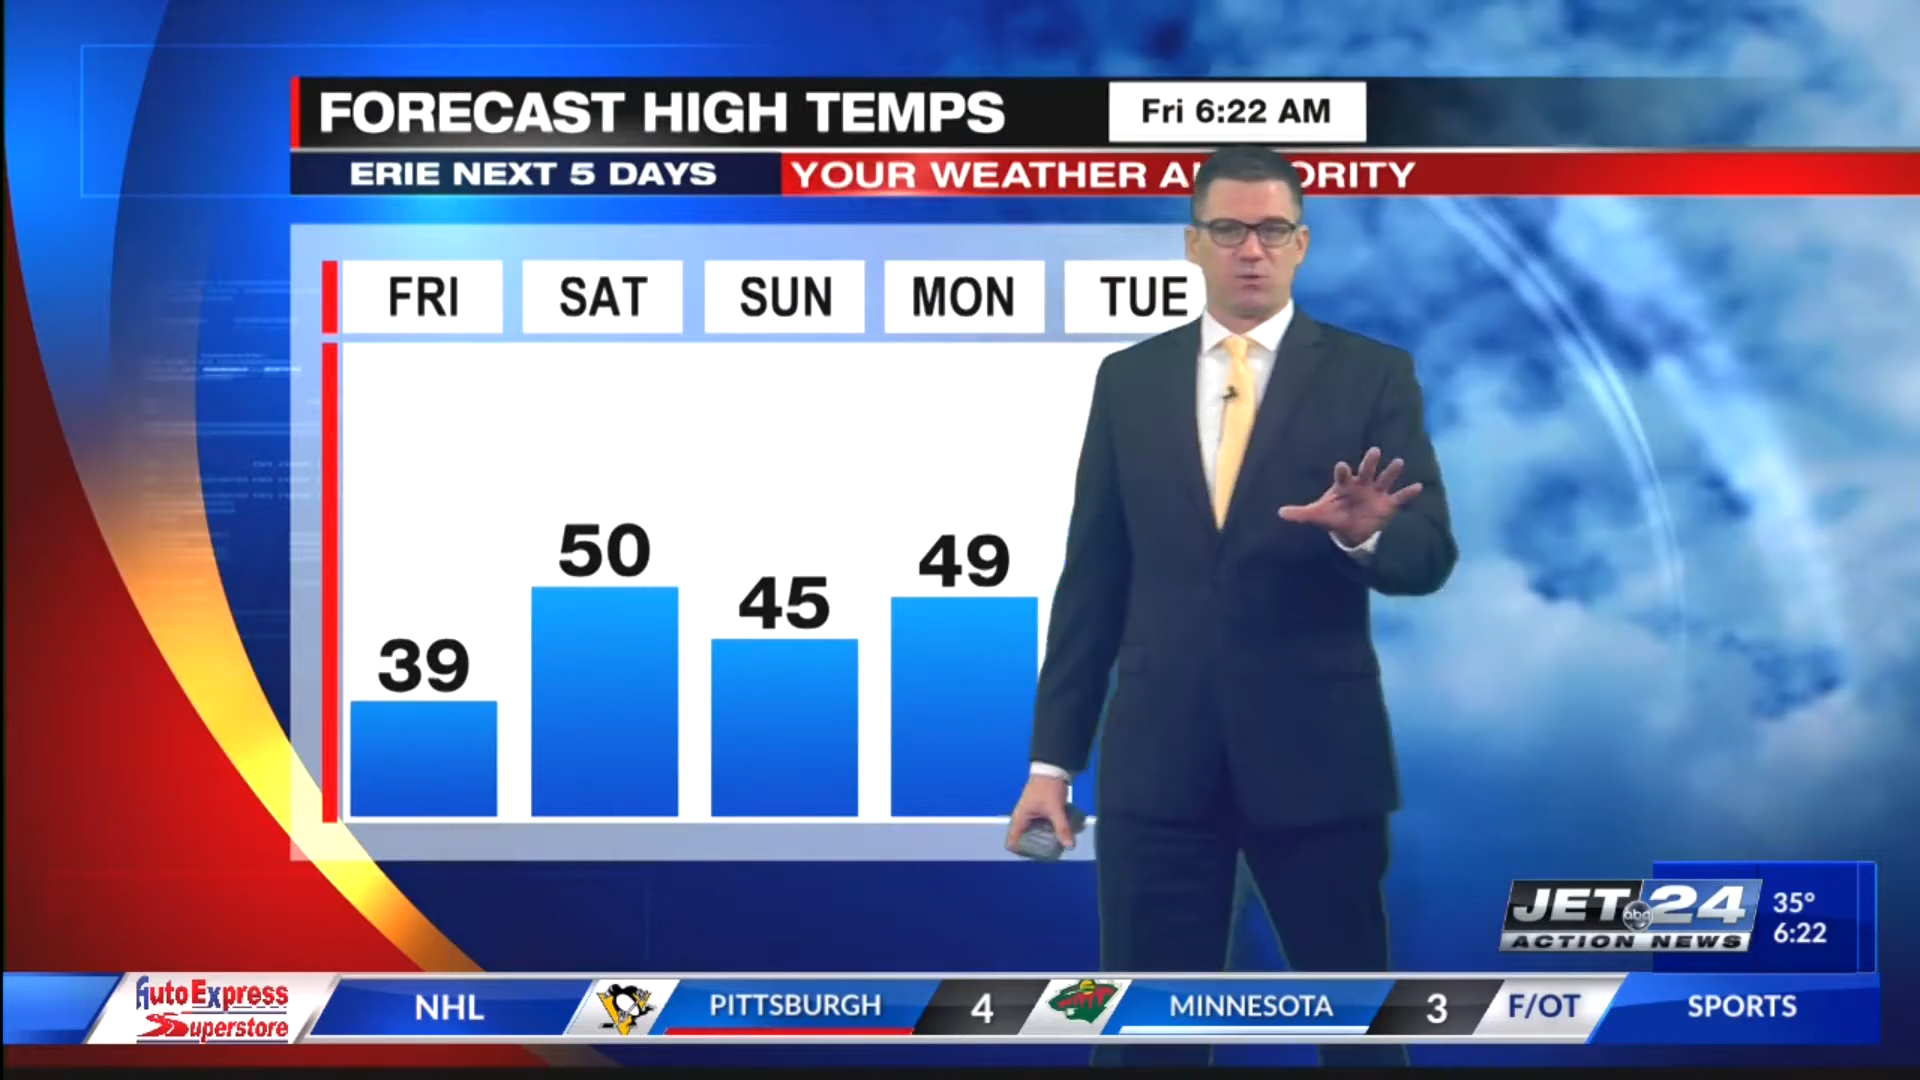 FORECAST HIGH TEMPS
Fri 6:22 AM
ERIE NEXT 5 DAYS
YOUR WEATHER A ORITY
FRI SAT SUN MON TUE
39 50 45 49
JET 24
abc
ACTION NEWS
35°
6:22
AutoExpress
Superstore
NHL PITTSBURGH 4 MINNESOTA 3 F/OT SPORTS